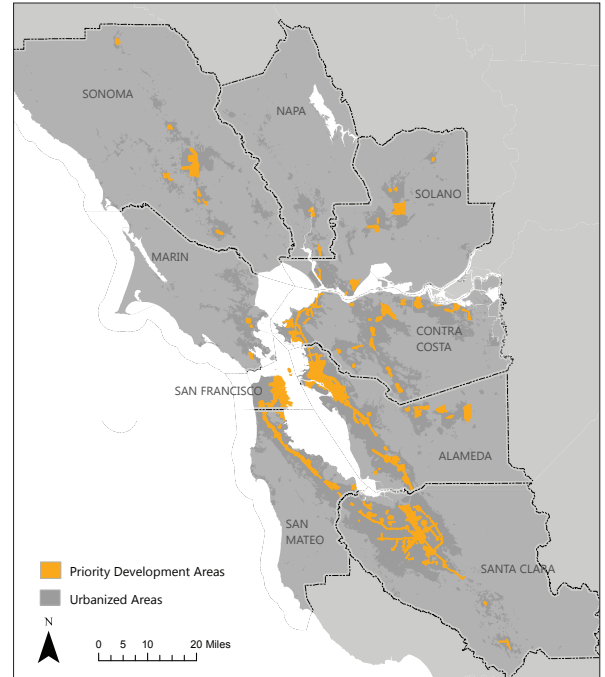 SONOMA
NAPA
SOLANO
MARIN
CONTRA
COSTA
SAN FRANCISCO
ALAMEDA
SAN
MATEO
SANTA CLARA
Priority Development Areas
Urbanized Areas
N
0 5 10 20 Miles